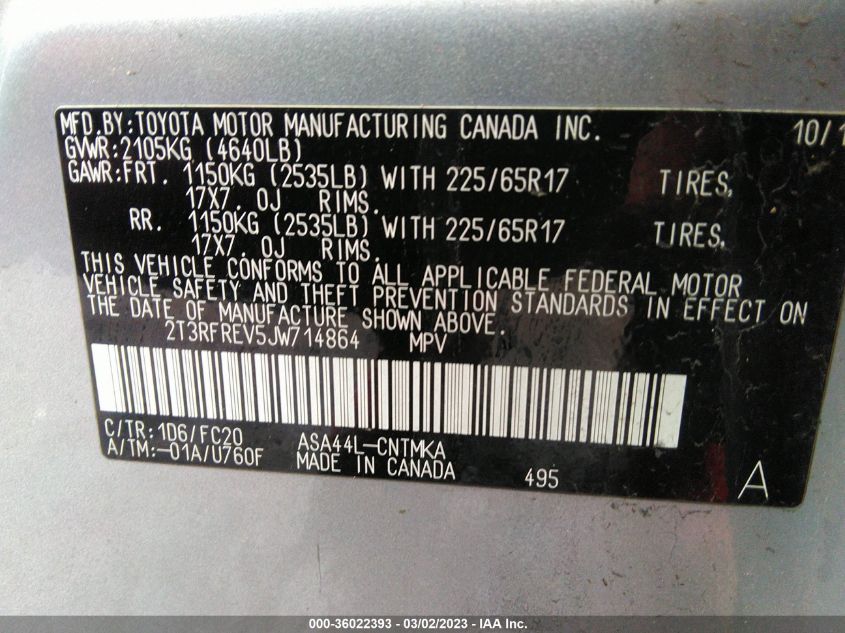 MFD.BY:TOYOTA MOTOR MANUFACTURING CANADA INC. 10/1
GVWR:2105KG (4640LB)
GAWR:FRT. 1150KG (2535LB) WITH 225/65R17 TIRES,
17X7.0J RIMS.
RR. 1150KG (2535LB) WITH 225/65R17 TIRES,
17X7.0J RIMS.
THIS VEHICLE CONFORMS TO ALL APPLICABLE FEDERAL MOTOR
VEHICLE SAFETY AND THEFT PREVENTION STANDARDS IN EFFECT ON
THE DATE OF MANUFACTURE SHOWN ABOVE.
2T3RFREV5JW714864 MPV
C/TR:1D6/FC20 ASA44L-CNTMKA
A/TM:-01A/U760F MADE IN CANADA 495 A
000-36022393 - 03/02/2023 - IAA Inc.